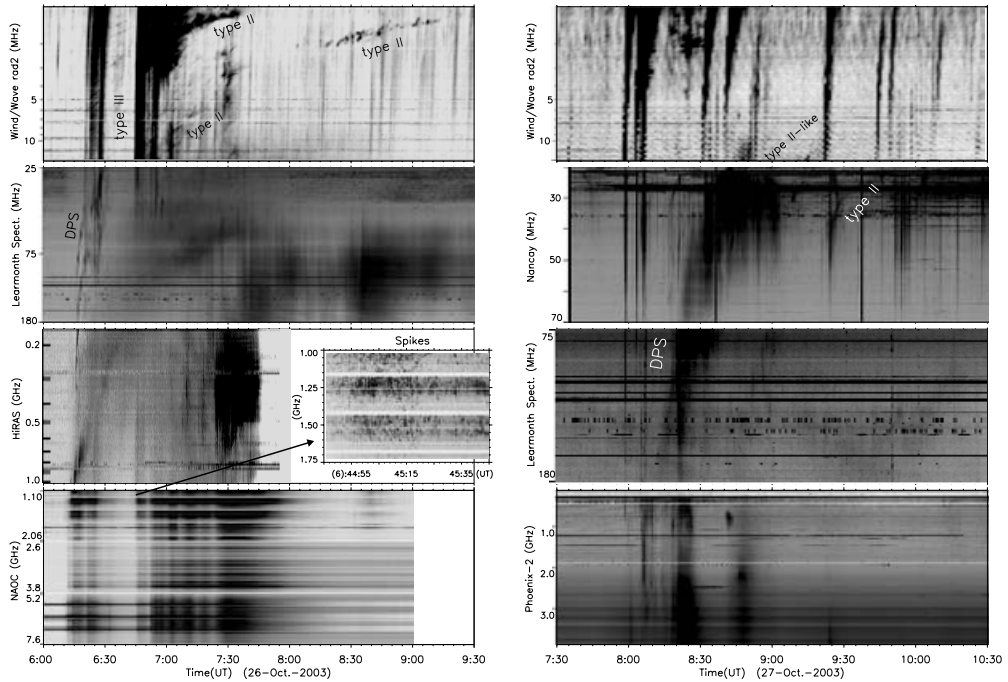 Wind/Wave rad2 (MHz)
5
10
type III
type II
type II
type II
Learmonth Spect. (MHz)
25
75
180
DPS
HiRAS (MHz)
0.2
0.5
1.0
Spikes
(GHz)
1.00
1.25
1.50
1.75
(6):44:55 45:15 45:35 (UT)
NAOC (GHz)
1.10
2.06
2.6
3.8
5.2
7.6
6:00 6:30 7:00 7:30 8:00 8:30 9:00 9:30
Time(UT) (26-Oct.-2003)
Wind/Wave rad2 (MHz)
5
10
type II-like
Nancay (MHz)
30
50
70
type II
Learmonth Spect. (MHz)
75
180
DPS
Phoenix-2 (GHz)
1.0
2.0
3.0
7:30 8:00 8:30 9:00 9:30 10:00 10:30
Time(UT) (27-Oct.-2003)